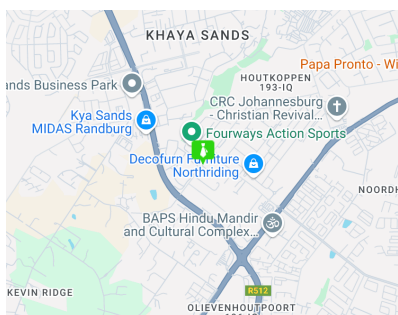 KHAYA SANDS
Papa Pronto - Wi
HOUTKOPPEN
193-IQ
nds Business Park
CRC Johannesburg
- Christian Revival...
Kya Sands
MIDAS Randburg
Fourways Action Sports
Decofurn Furniture
Northriding
NOORDH
BAPS Hindu Mandir
and Cultural Complex...
R512
KEVIN RIDGE
OLIEVENHOUTPOORT